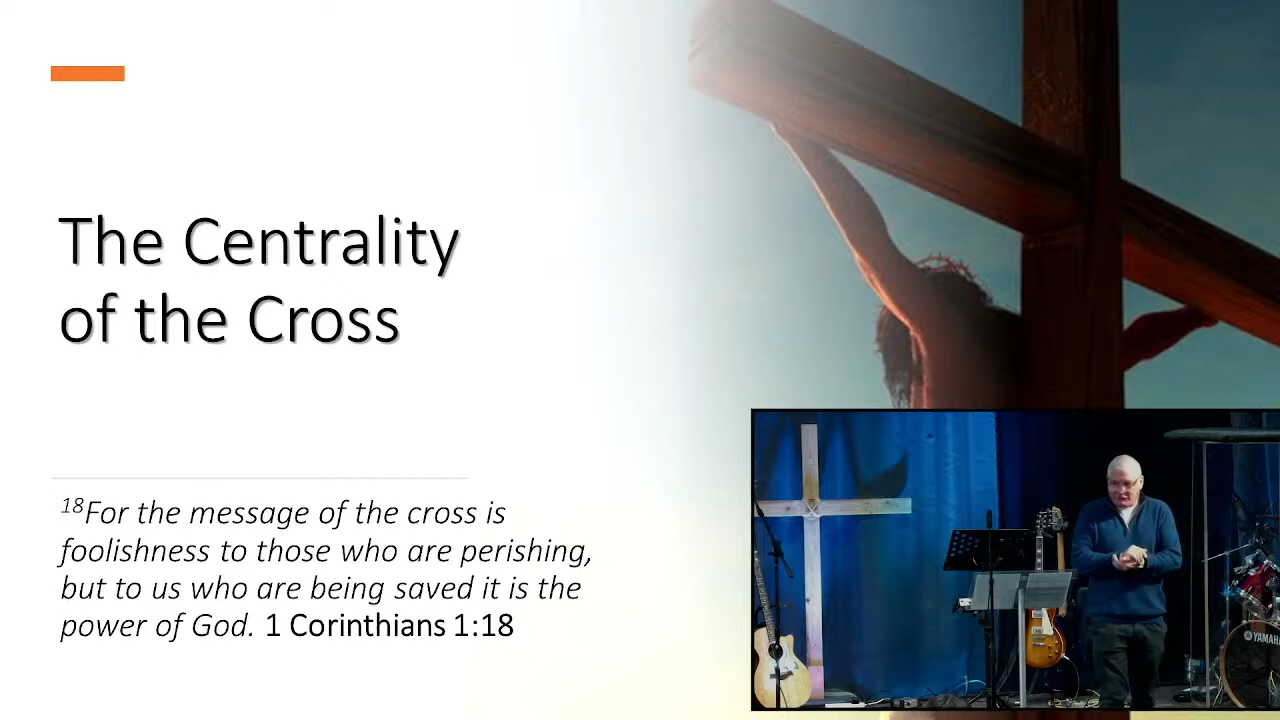 The Centrality
of the Cross
18For the message of the cross is
foolishness to those who are perishing,
but to us who are being saved it is the
power of God. 1 Corinthians 1:18
YAMAHA